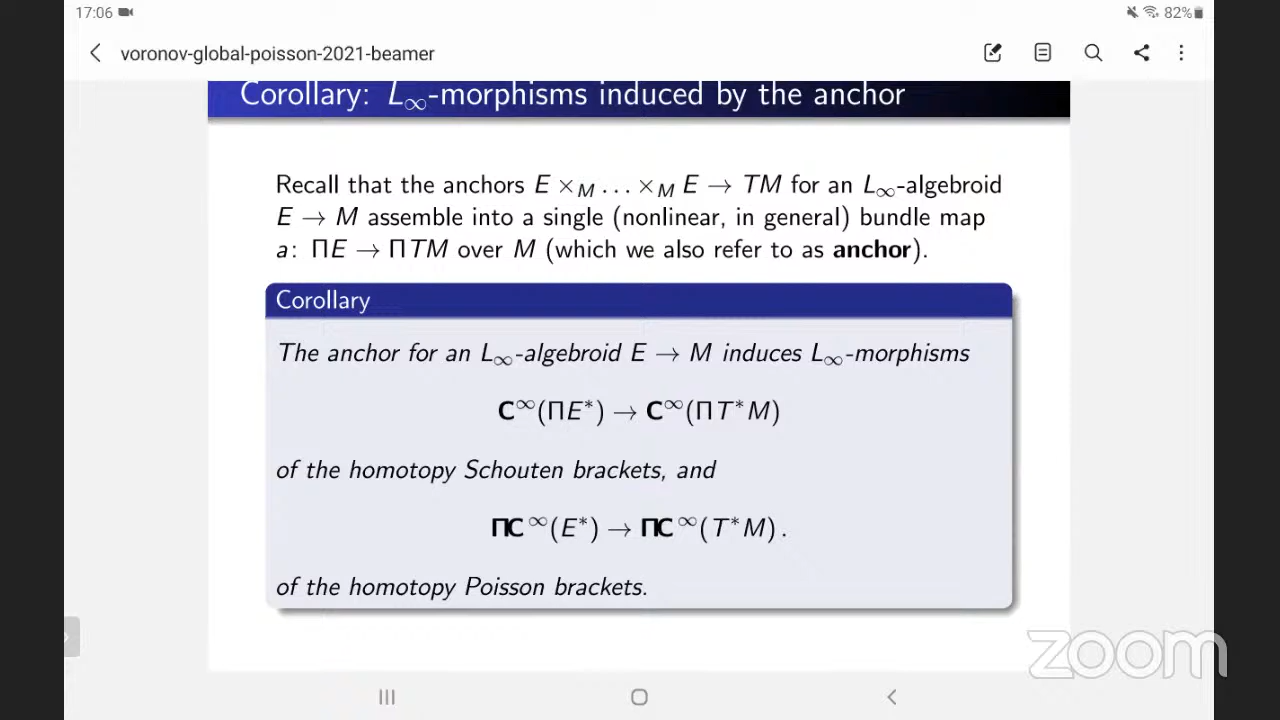 17:06
82%
voronov-global-poisson-2021-beamer
Corollary: L∞-morphisms induced by the anchor
Recall that the anchors E ×_M … ×_M E → TM for an L∞-algebroid
E → M assemble into a single (nonlinear, in general) bundle map
a: ΠE → ΠTM over M (which we also refer to as anchor).
Corollary
The anchor for an L∞-algebroid E → M induces L∞-morphisms
C^∞(ΠE*) → C^∞(ΠT*M)
of the homotopy Schouten brackets, and
ΠC^∞(E*) → ΠC^∞(T*M).
of the homotopy Poisson brackets.
zoom